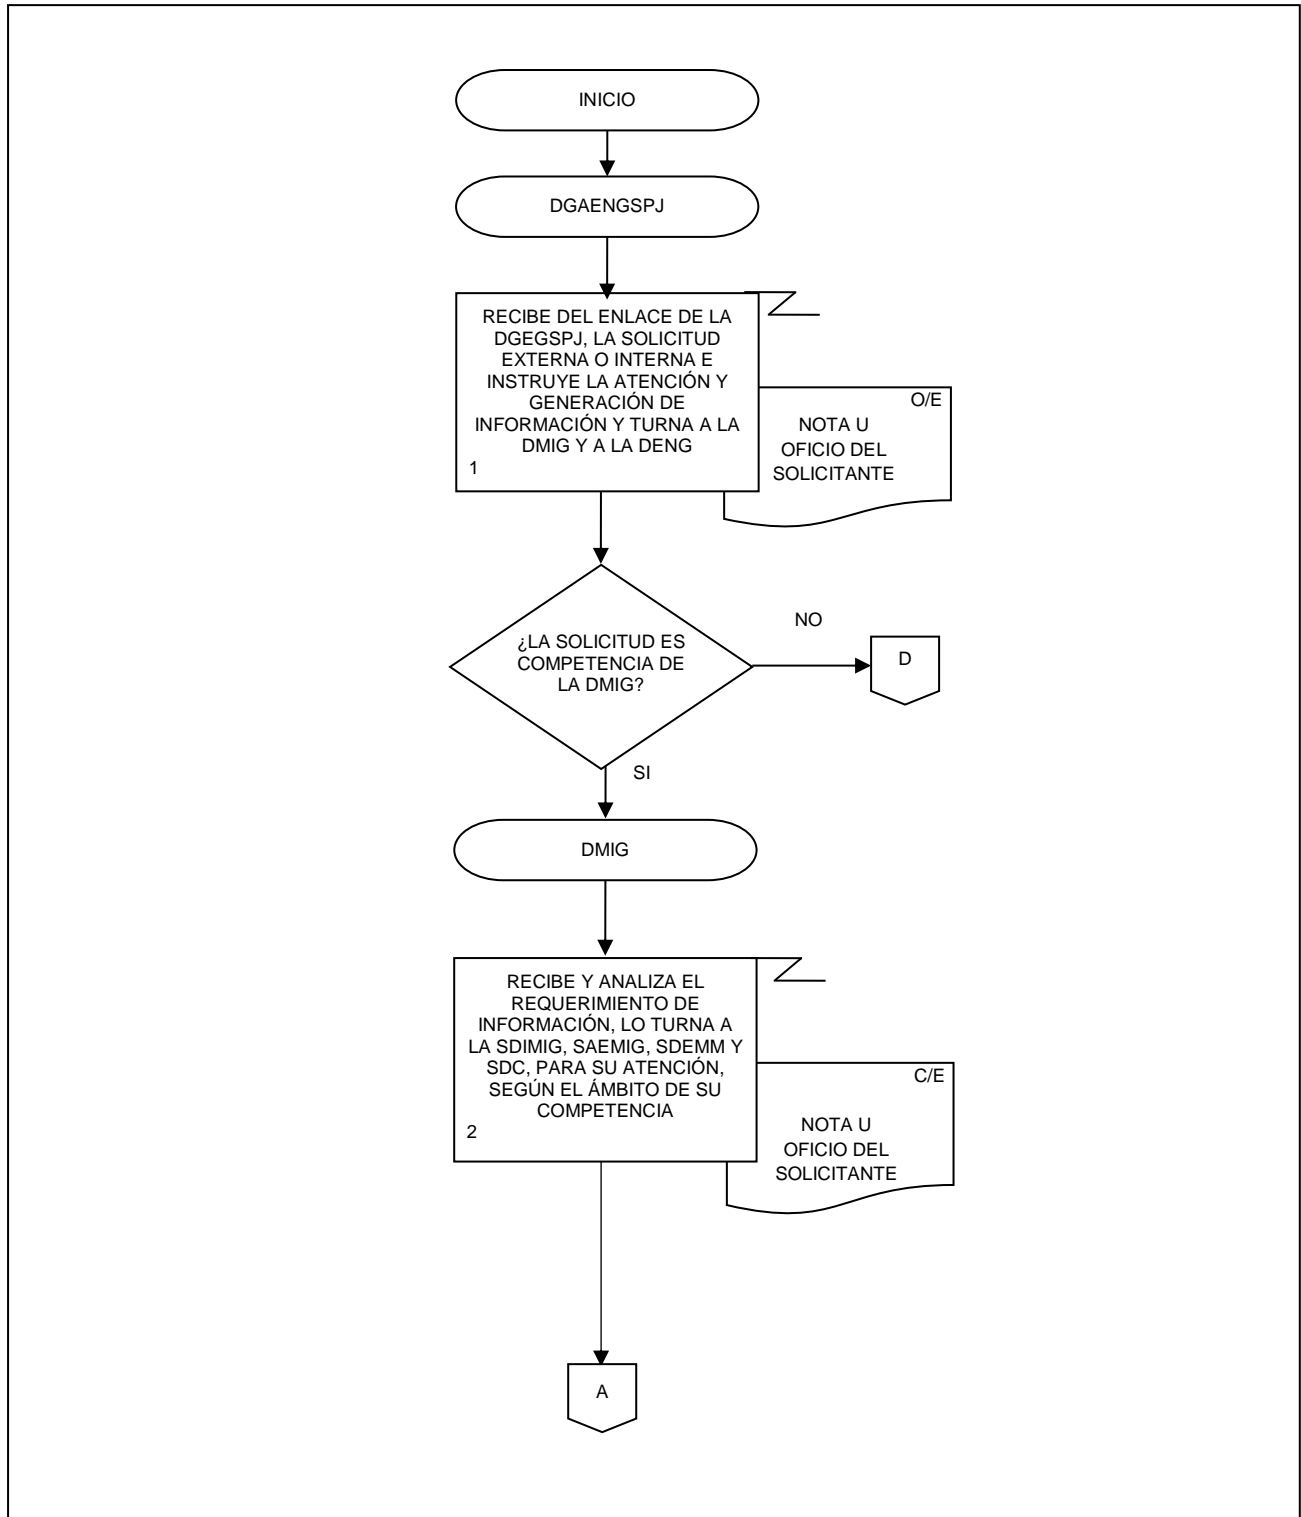 INICIO
DGAENGSPJ
RECIBE DEL ENLACE DE LA
DGEGSPJ, LA SOLICITUD
EXTERNA O INTERNA E
INSTRUYE LA ATENCIÓN Y
GENERACIÓN DE
INFORMACIÓN Y TURNA A LA
DMIG Y A LA DENG
1
O/E
NOTA U
OFICIO DEL
SOLICITANTE
¿LA SOLICITUD ES
COMPETENCIA DE
LA DMIG?
NO
D
SI
DMIG
RECIBE Y ANALIZA EL
REQUERIMIENTO DE
INFORMACIÓN, LO TURNA A
LA SDIMIG, SAEMIG, SDEMM Y
SDC, PARA SU ATENCIÓN,
SEGÚN EL ÁMBITO DE SU
COMPETENCIA
2
C/E
NOTA U
OFICIO DEL
SOLICITANTE
A